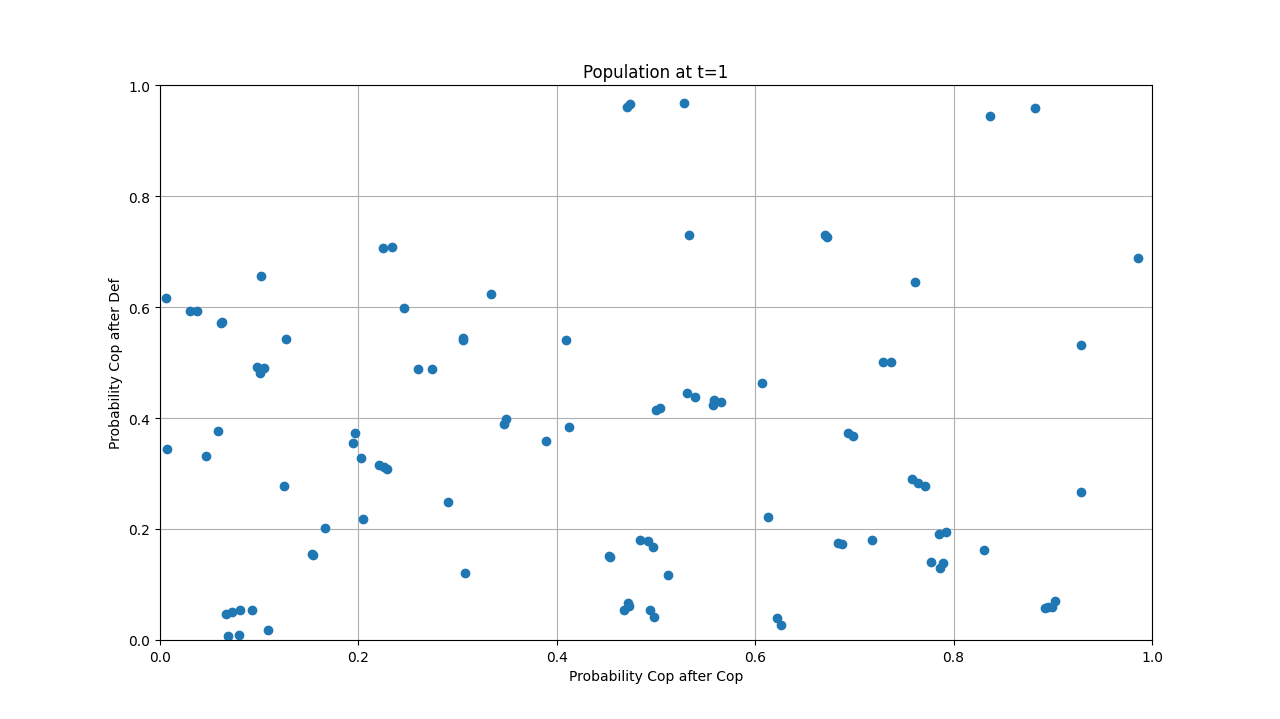 Population at t=1
Probability Cop after Def
1.0
0.8
0.6
0.4
0.2
0.0
0.0 0.2 0.4 0.6 0.8 1.0
Probability Cop after Cop